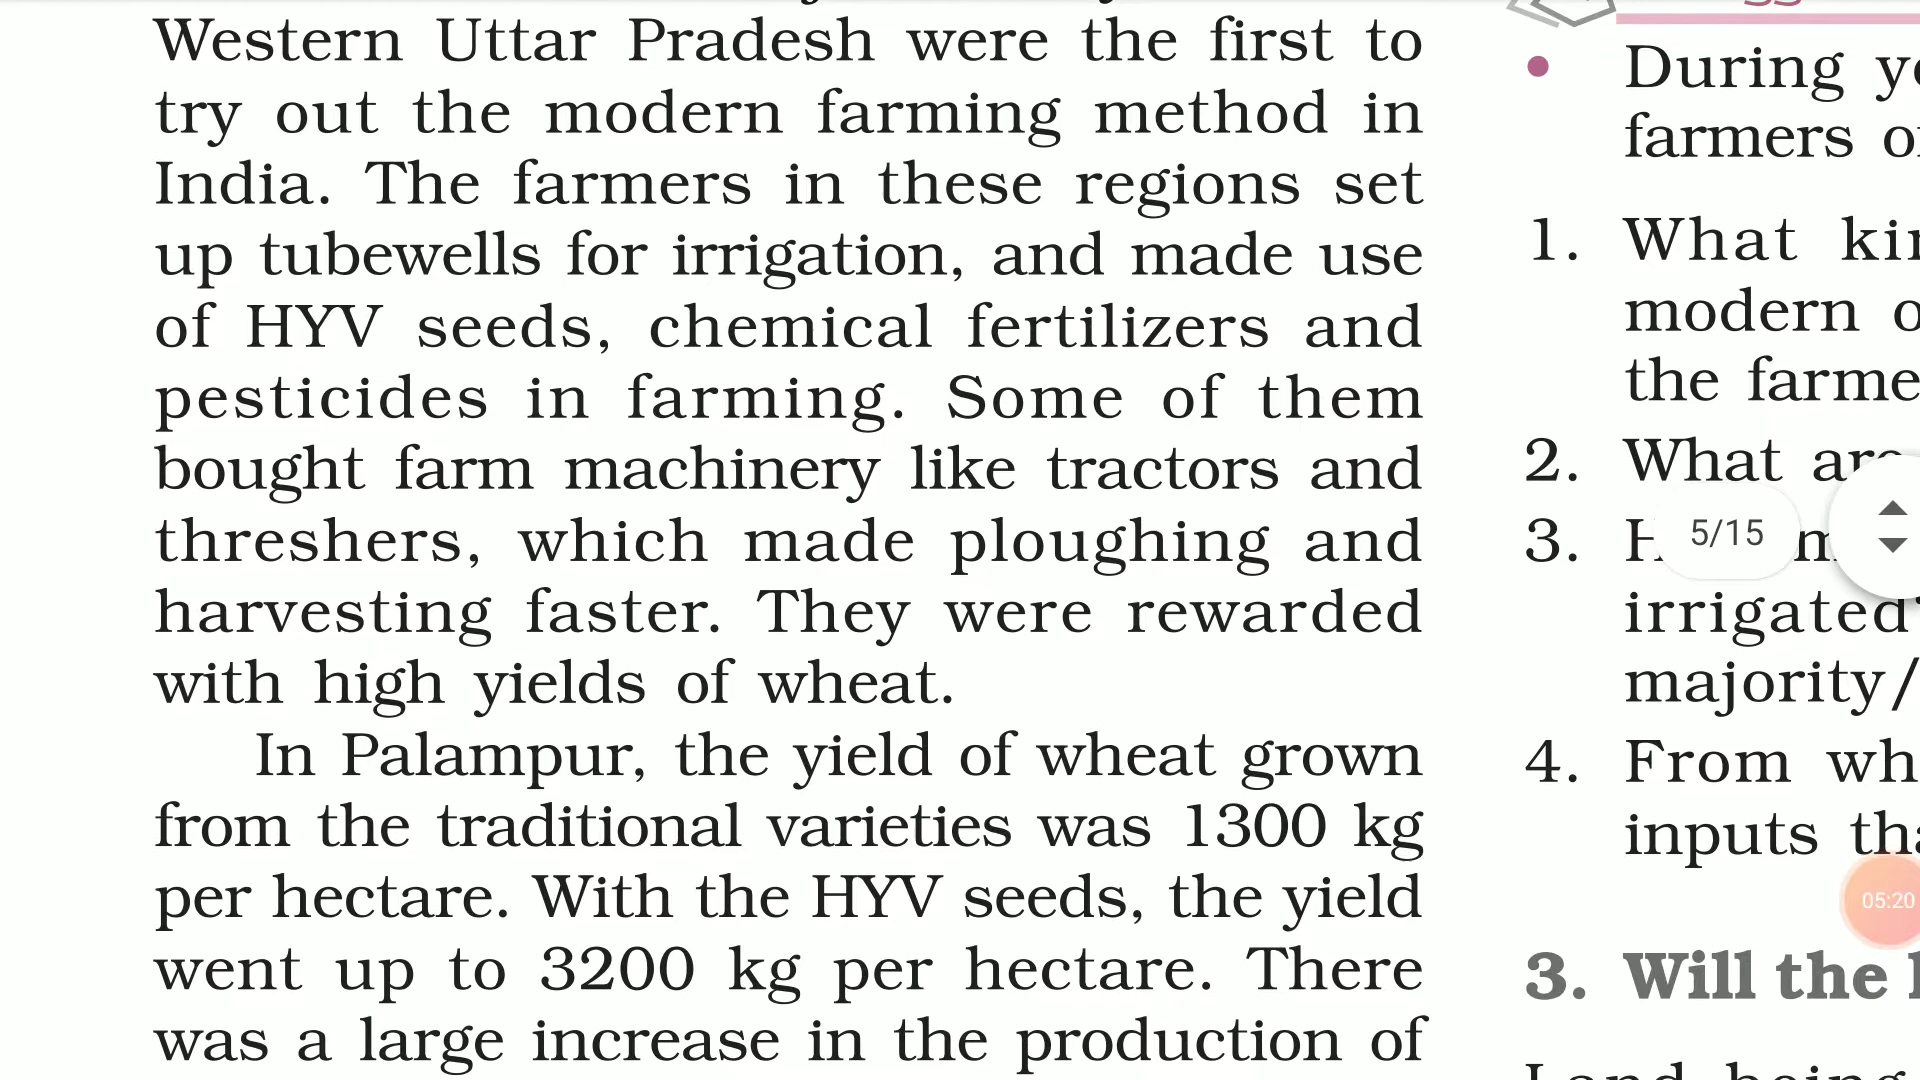 Western Uttar Pradesh were the first to
try out the modern farming method in
India. The farmers in these regions set
up tubewells for irrigation, and made use
of HYV seeds, chemical fertilizers and
pesticides in farming. Some of them
bought farm machinery like tractors and
threshers, which made ploughing and
harvesting faster. They were rewarded
with high yields of wheat.
In Palampur, the yield of wheat grown
from the traditional varieties was 1300 kg
per hectare. With the HYV seeds, the yield
went up to 3200 kg per hectare. There
was a large increase in the production of
• During
farmers
1. What
modern
the
2. What are
3.
irrigated
majority/
4. From
inputs
3. Will the
5/15
05:20